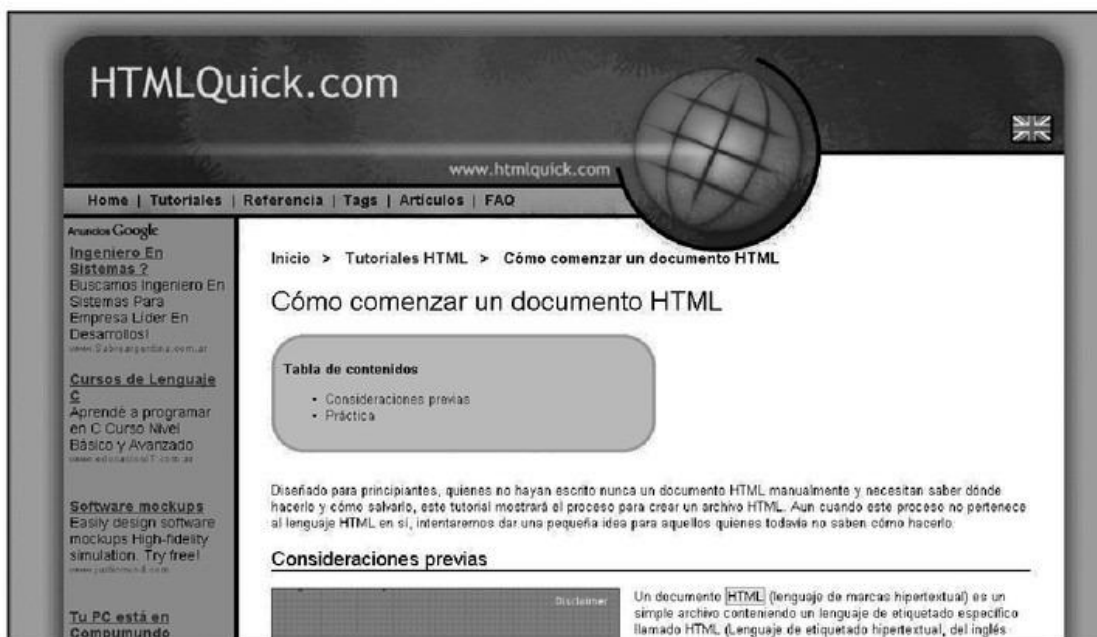 HTMLQuick.com
www.htmlquick.com
Home | Tutoriales | Referencia | Tags | Artículos | FAQ
Anuncios Google
Ingeniero En
Sistemas ?
Buscamos Ingeniero En
Sistemas Para
Empresa Líder En
Desarrollos!
Cursos de Lenguaje
C
Aprendé a programar
en C Curso Nivel
Básico y Avanzado
Software mockups
Easily design software
mockups High-fidelity
simulation. Try free!
Tu PC está en
Compumundo
Inicio > Tutoriales HTML > Cómo comenzar un documento HTML
Cómo comenzar un documento HTML
Tabla de contenidos
• Consideraciones previas
• Práctica
Diseñado para principiantes, quienes no hayan escrito nunca un documento HTML manualmente y necesitan saber dónde
hacerlo y cómo salvarlo, este tutorial mostrará el proceso para crear un archivo HTML. Aun cuando este proceso no pertenece
al lenguaje HTML en sí, intentaremos dar una pequeña idea para aquellos quienes todavía no saben cómo hacerlo.
Consideraciones previas
Disclaimer
Un documento HTML (lenguaje de marcas hipertextual) es un
simple archivo conteniendo un lenguaje de etiquetado específico
llamado HTML (Lenguaje de etiquetado hipertextual, del inglés